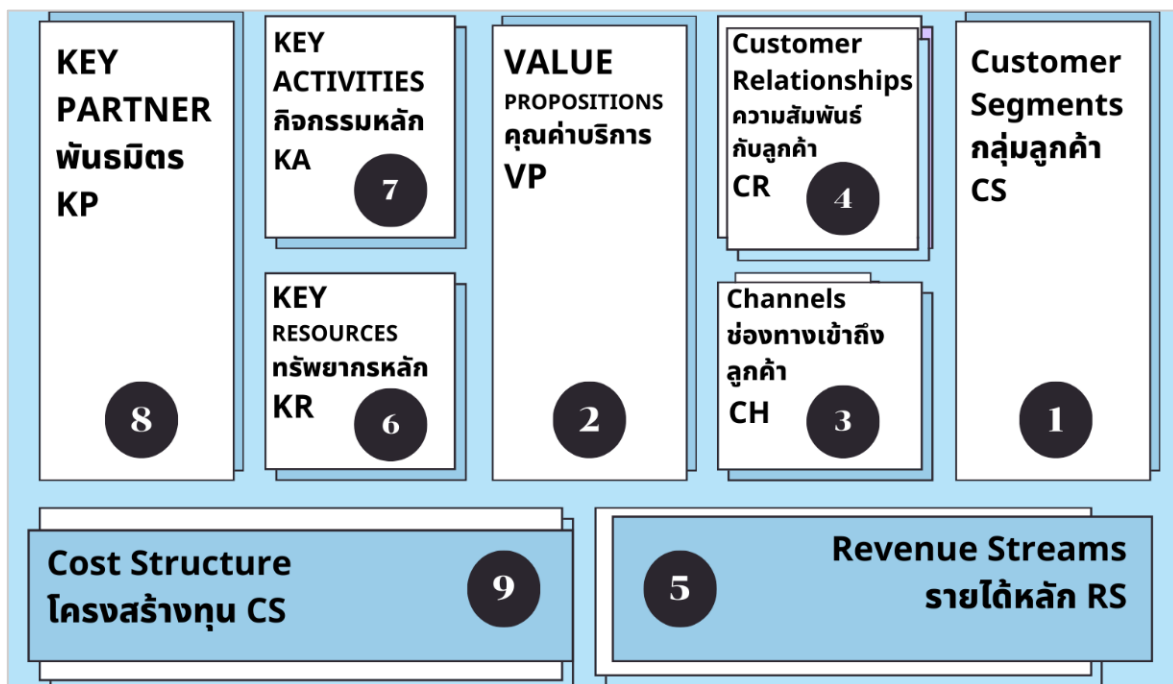 KEY
PARTNER
พันธมิตร
KP
8
KEY
ACTIVITIES
กิจกรรมหลัก
KA
7
KEY
RESOURCES
ทรัพยากรหลัก
KR
6
VALUE
PROPOSITIONS
คุณค่าบริการ
VP
2
Customer
Relationships
ความสัมพันธ์
กับลูกค้า
CR
4
Channels
ช่องทางเข้าถึง
ลูกค้า
CH
3
Customer
Segments
กลุ่มลูกค้า
CS
1
Cost Structure
โครงสร้างทุน CS
9
5
Revenue Streams
รายได้หลัก RS